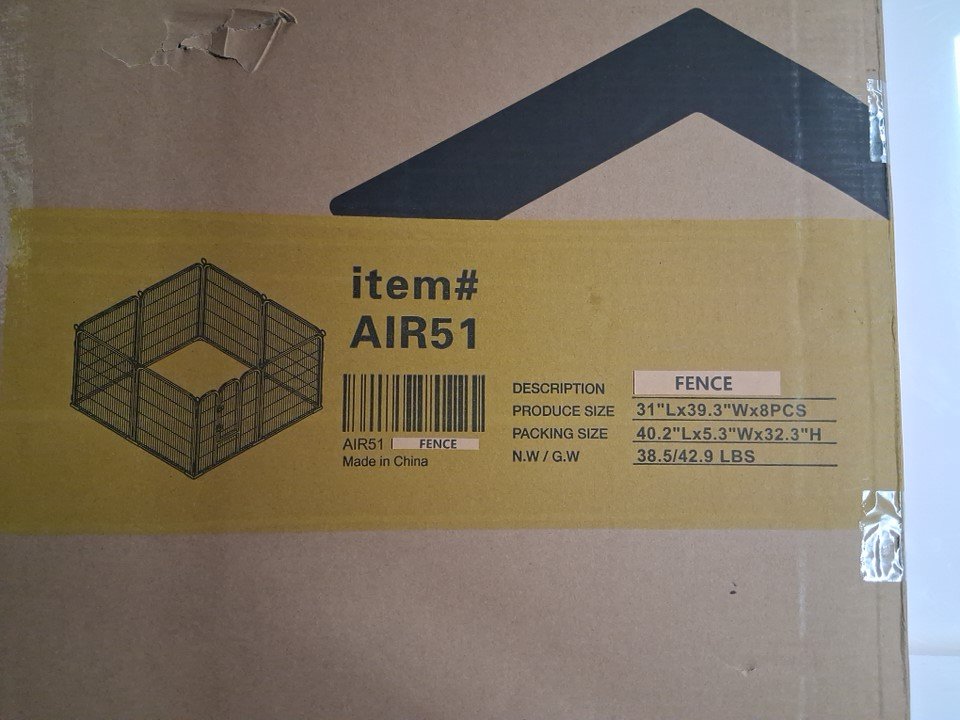 item#
AIR51
AIR51 FENCE
Made in China
DESCRIPTION FENCE
PRODUCE SIZE 31"Lx39.3"Wx8PCS
PACKING SIZE 40.2"Lx5.3"Wx32.3"H
N.W / G.W 38.5/42.9 LBS